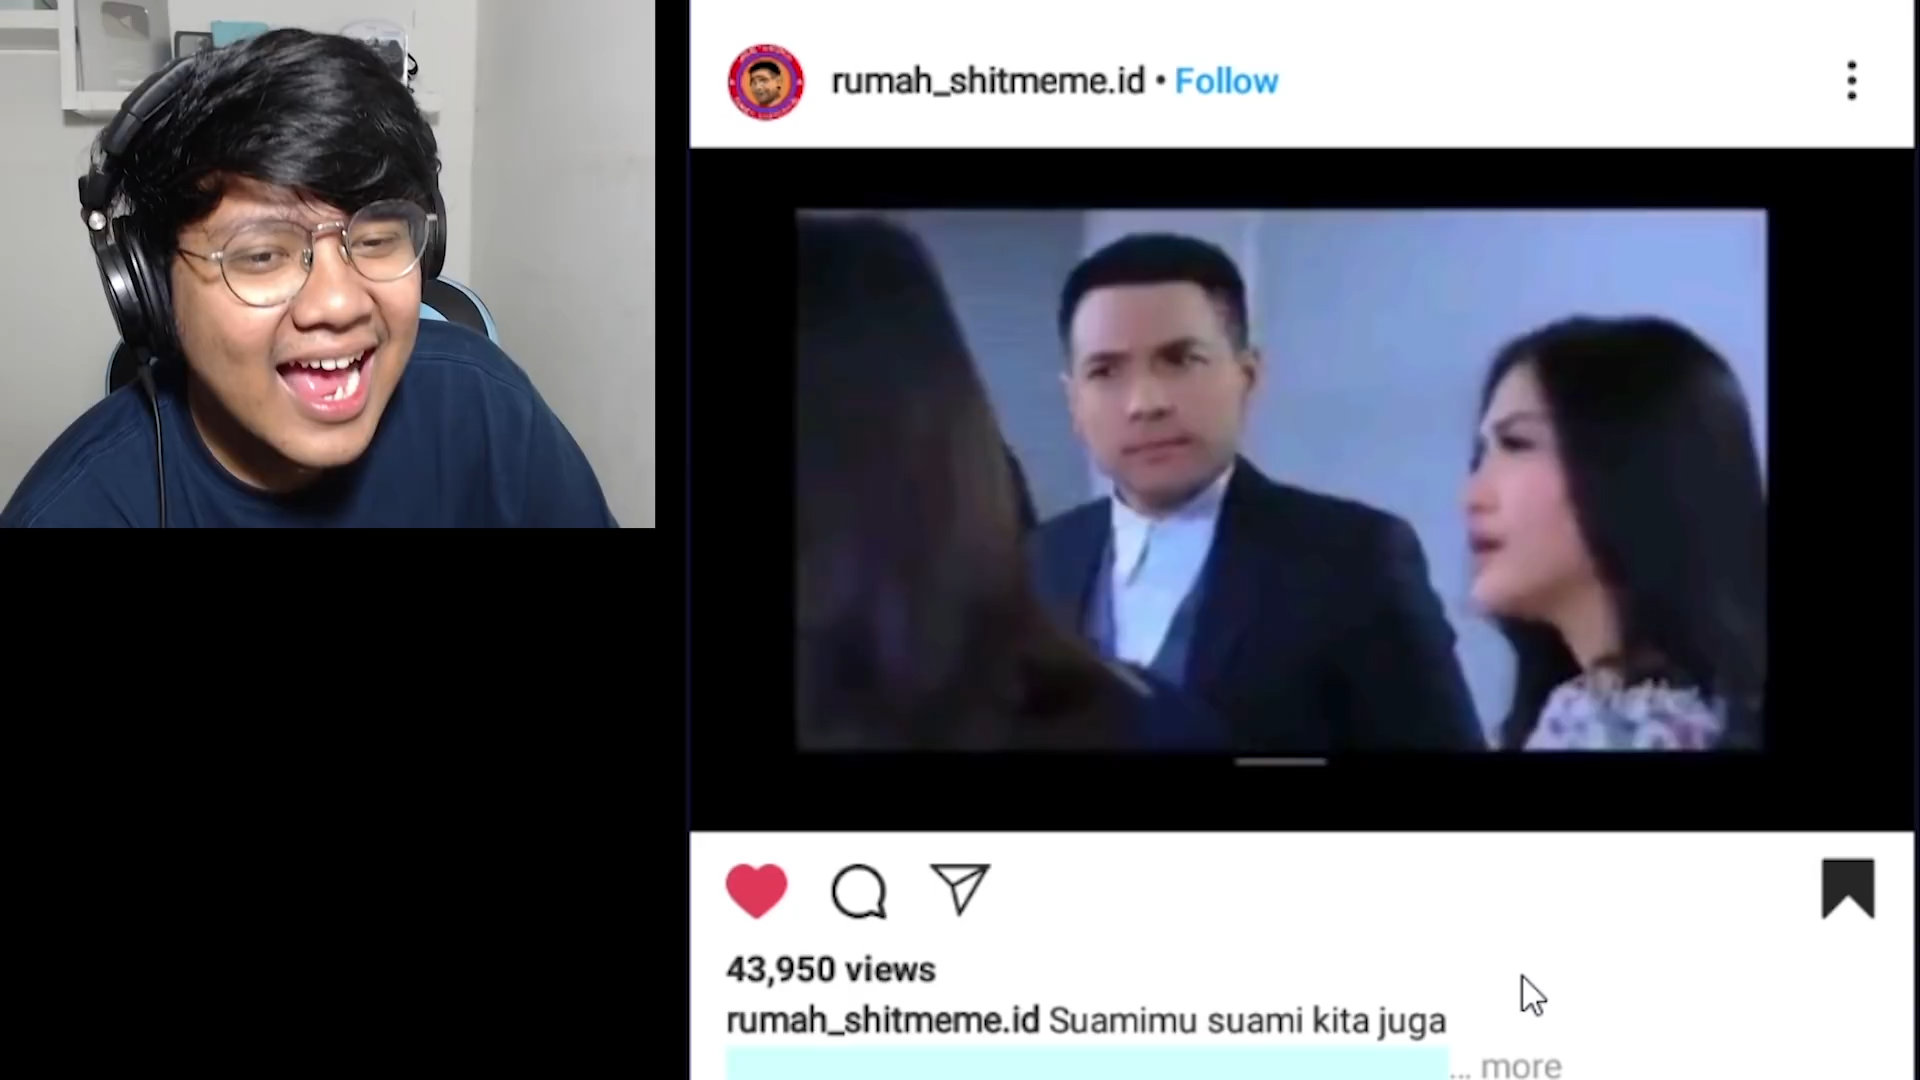 rumah_shitmeme.id • Follow
43,950 views
rumah_shitmeme.id Suamimu suami kita juga
... more